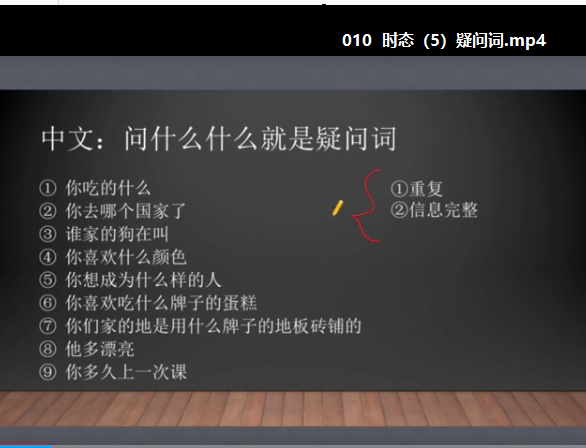 010 时态（5）疑问词.mp4
中文：问什么什么就是疑问词
① 你吃的什么
② 你去哪个国家了
③ 谁家的狗在叫
④ 你喜欢什么颜色
⑤ 你想成为什么样的人
⑥ 你喜欢吃什么牌子的蛋糕
⑦ 你们家的地是用什么牌子的地板砖铺的
⑧ 他多漂亮
⑨ 你多久上一次课
①重复
②信息完整